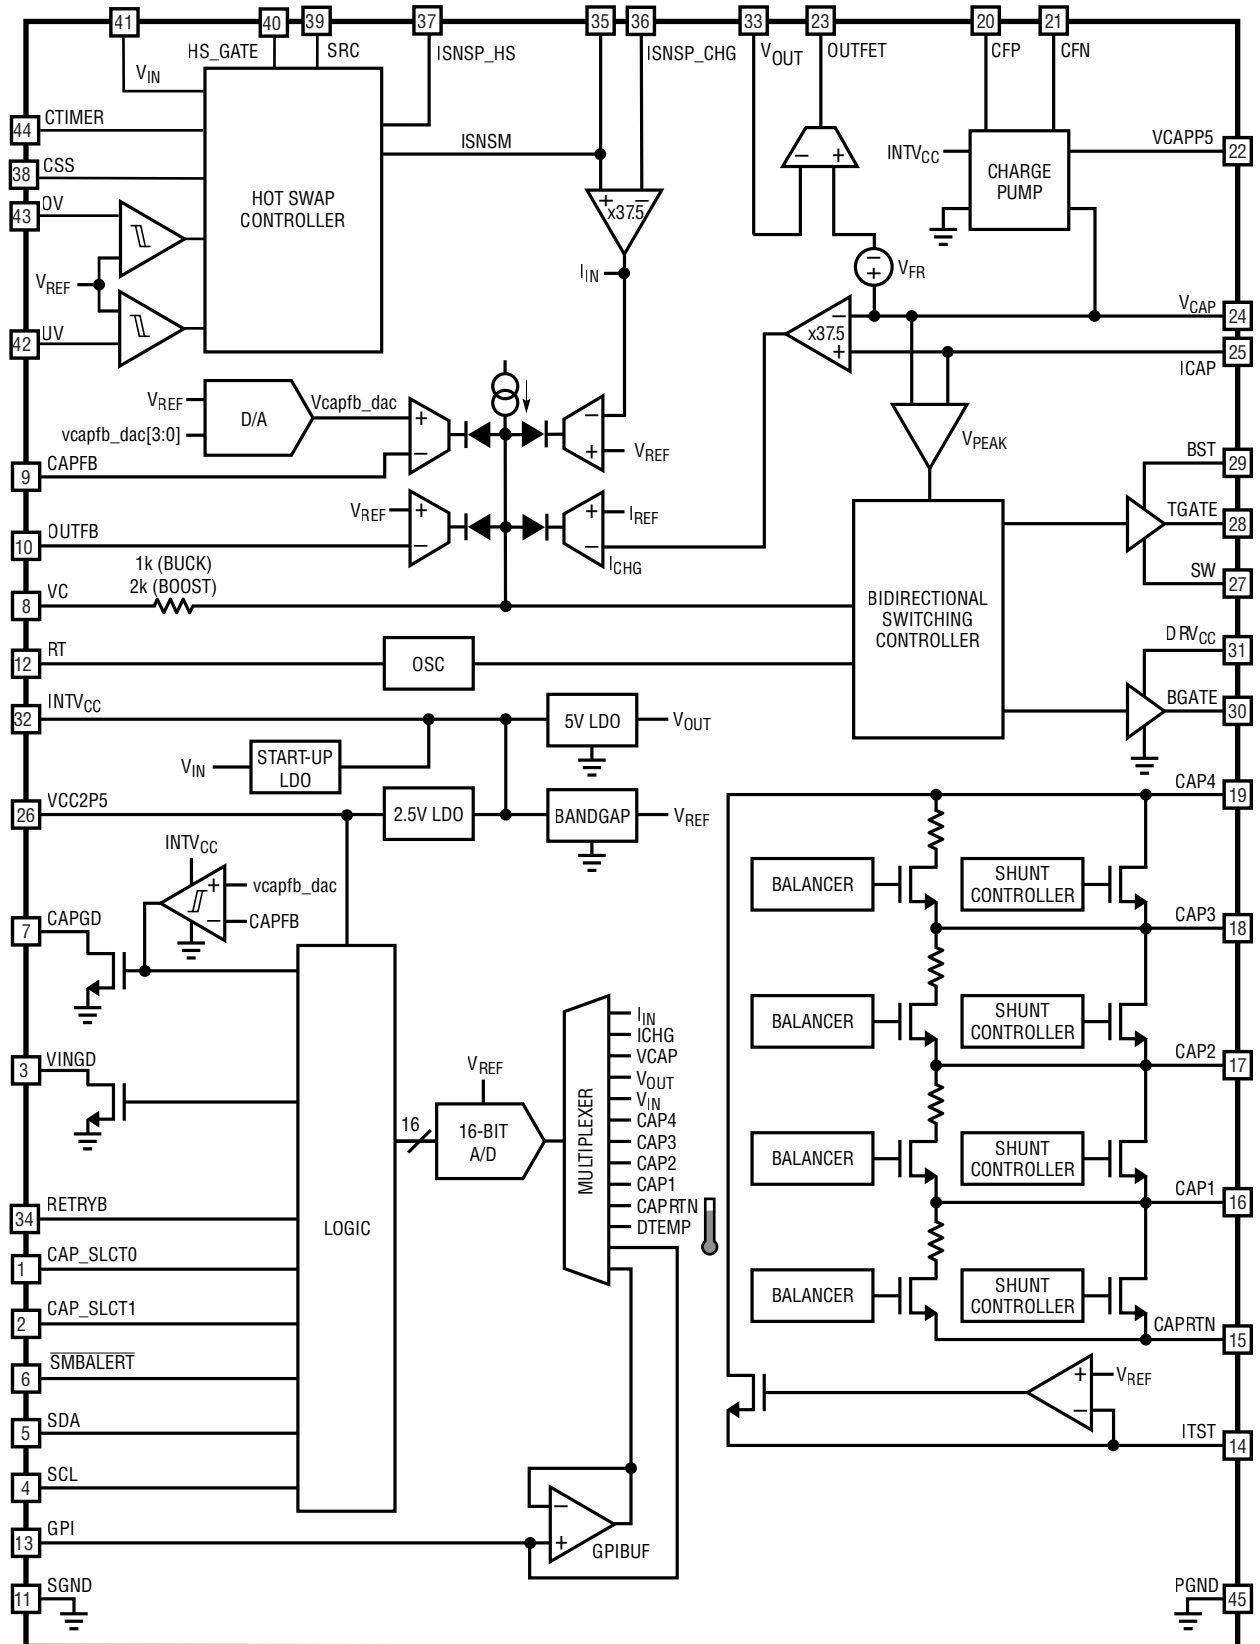 41
40
39
37
35
36
33
23
20
21
HS_GATE
SRC
ISNSP_HS
ISNSP_CHG
VOUT
OUTFET
CFP
CFN
VIN
44
CTIMER
ISNSM
INTVCC
CHARGE
PUMP
VCAPP5
22
38
CSS
HOT SWAP
CONTROLLER
43
OV
− +
+ −
x37.5
VREF
IIN
−
+
VFR
42
UV
−
x37.5
+
VCAP
24
25
ICAP
VREF
D/A
vcapfb_dac[3:0]
Vcapfb_dac
+
−
−
+
VREF
VPEAK
9
CAPFB
BST
29
VREF
+
−
+
−
IREF
ICHG
TGATE
28
10
OUTFB
1k (BUCK)
2k (BOOST)
8
VC
SW
27
BIDIRECTIONAL
SWITCHING
CONTROLLER
12
RT
OSC
DRVCC
31
32
INTVCC
5V LDO
VOUT
BGATE
30
VIN
START-UP
LDO
26
VCC2P5
2.5V LDO
BANDGAP
VREF
CAP4
19
INTVCC
+
−
vcapfb_dac
CAPFB
BALANCER
SHUNT
CONTROLLER
7
CAPGD
CAP3
18
BALANCER
SHUNT
CONTROLLER
3
VINGD
CAP2
17
VREF
16
16-BIT
A/D
MULTIPLEXER
IIN
ICHG
VCAP
VOUT
VIN
CAP4
CAP3
CAP2
CAP1
CAPRTN
DTEMP
BALANCER
SHUNT
CONTROLLER
CAP1
16
34
RETRYB
LOGIC
1
CAP_SLCT0
BALANCER
SHUNT
CONTROLLER
2
CAP_SLCT1
CAPRTN
15
6
SMBALERT
+
−
VREF
5
SDA
ITST
14
4
SCL
−
+
GPIBUF
13
GPI
11
SGND
PGND
45